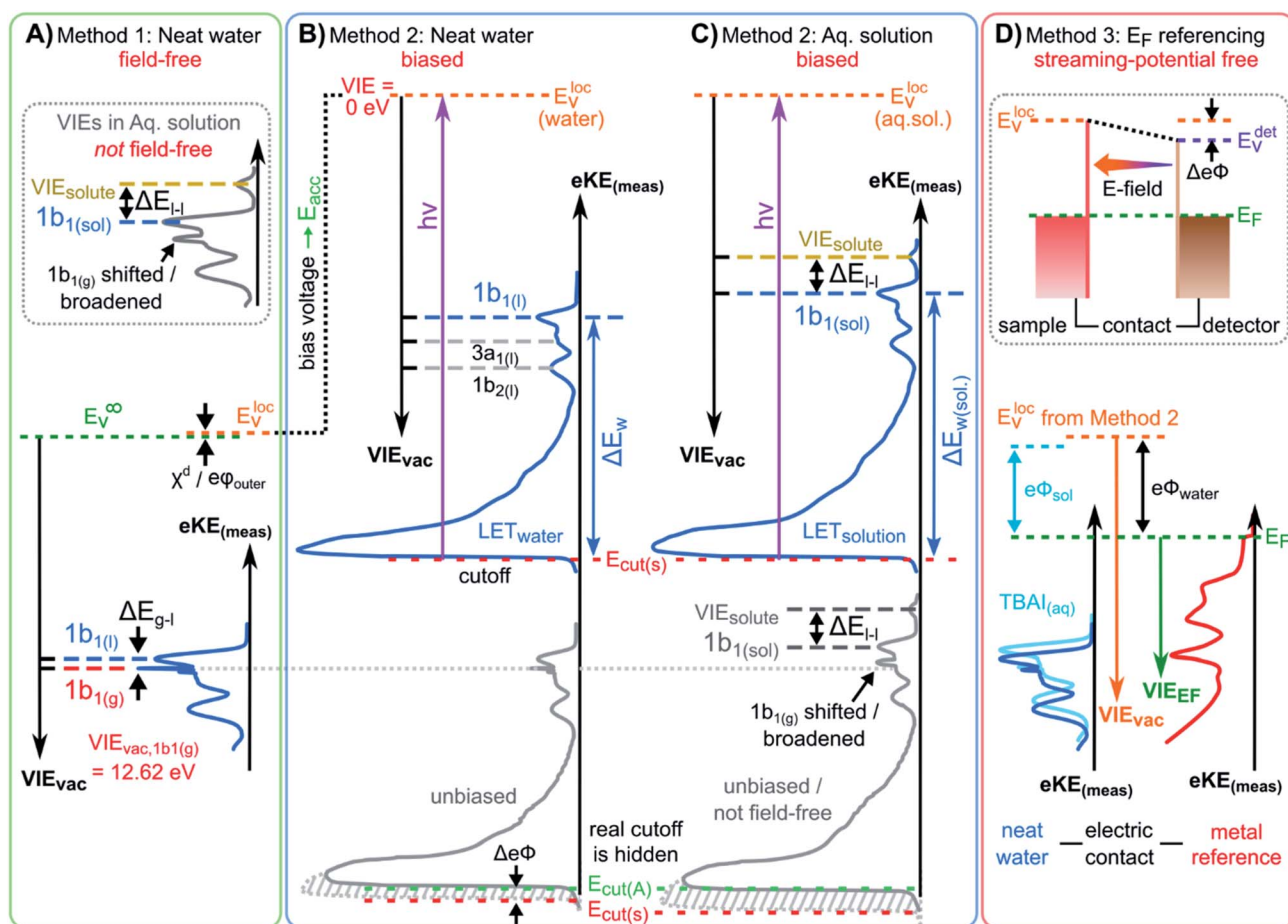 A) Method 1: Neat water
field-free
VIEs in Aq. solution
not field-free
VIEsolute
ΔEl-l
1b1(sol)
1b1(g) shifted /
broadened
Ev∞
Evloc
χd / eφouter
eKE(meas)
ΔEg-l
1b1(l)
1b1(g)
VIEvac,1b1(g)
= 12.62 eV
VIEvac
B) Method 2: Neat water
biased
VIE =
0 eV
Evloc
(water)
bias voltage → Eacc
hν
eKE(meas)
1b1(l)
3a1(l)
1b2(l)
VIEvac
ΔEw
LETwater
cutoff
Ecut(s)
unbiased
ΔeΦ
real cutoff
is hidden
Ecut(A)
Ecut(s)
C) Method 2: Aq. solution
biased
Evloc
(aq.sol.)
hν
eKE(meas)
VIEsolute
ΔEl-l
1b1(sol)
VIEvac
ΔEw(sol.)
LETsolution
VIEsolute
1b1(sol)
ΔEl-l
1b1(g) shifted /
broadened
unbiased /
not field-free
D) Method 3: EF referencing
streaming-potential free
Evloc
Evdet
ΔeΦ
E-field
EF
sample
contact
detector
Evloc from Method 2
eΦsol
eΦwater
EF
TBAI(aq)
VIEEF
VIEvac
eKE(meas)
eKE(meas)
neat
water
electric
contact
metal
reference